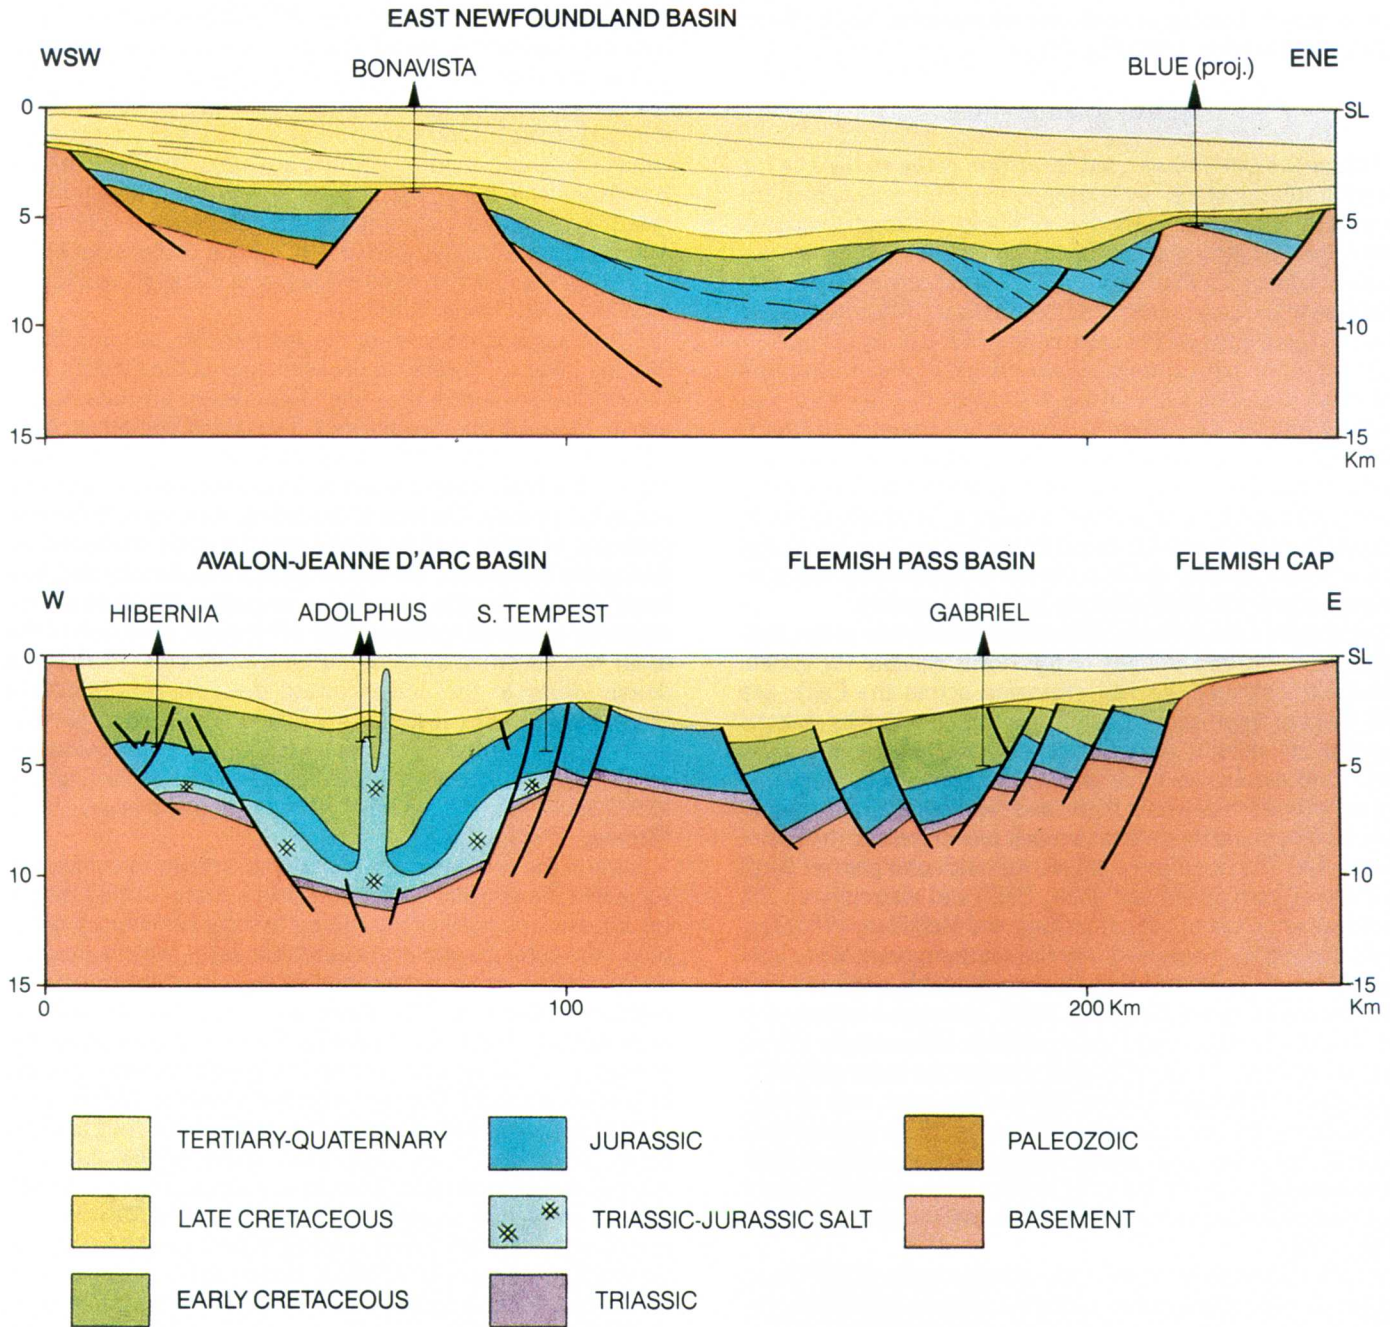 EAST NEWFOUNDLAND BASIN
WSW
BONAVISTA
BLUE (proj.)
ENE
0
SL
5
5
10
10
15
15
Km
AVALON-JEANNE D'ARC BASIN
FLEMISH PASS BASIN
FLEMISH CAP
W
HIBERNIA
ADOLPHUS
S. TEMPEST
GABRIEL
E
0
SL
5
5
10
10
15
15
0
100
200 Km
Km
TERTIARY-QUATERNARY
JURASSIC
PALEOZOIC
LATE CRETACEOUS
TRIASSIC-JURASSIC SALT
BASEMENT
EARLY CRETACEOUS
TRIASSIC